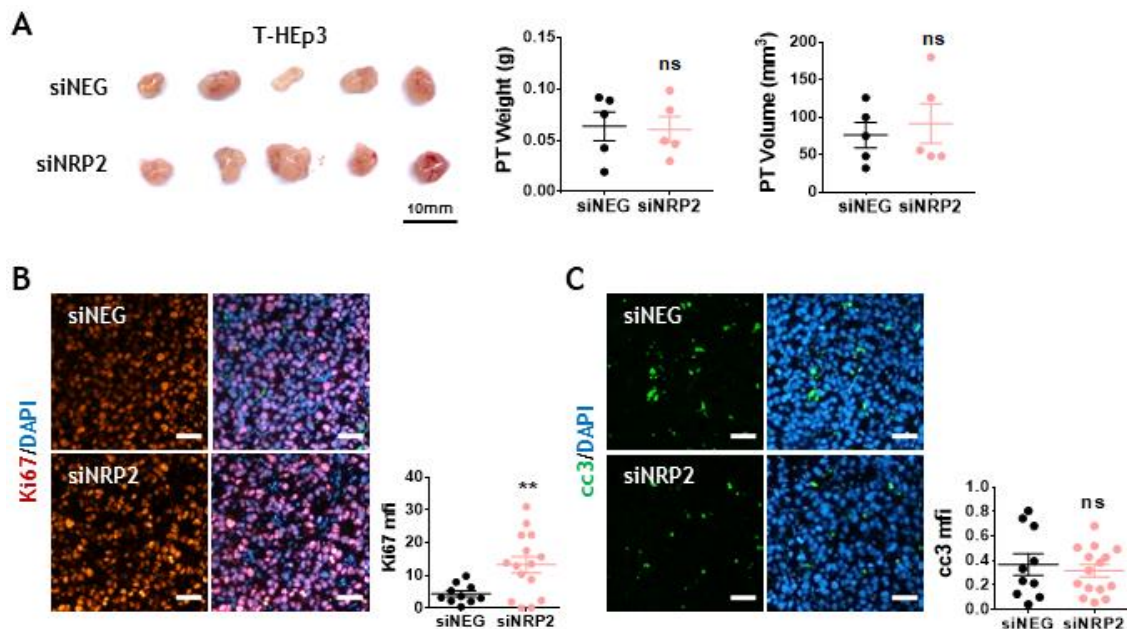 A
T-HEp3
siNEG
siNRP2
10mm
PT Weight (g)
0.15
0.10
0.05
0.00
ns
siNEG siNRP2
PT Volume (mm³)
200
150
100
50
0
ns
siNEG siNRP2
B
Ki67/DAPI
siNEG
siNRP2
Ki67 mfi
40
30
20
10
0
**
siNEG siNRP2
C
cc3/DAPI
siNEG
siNRP2
cc3 mfi
1.0
0.8
0.6
0.4
0.2
0.0
ns
siNEG siNRP2